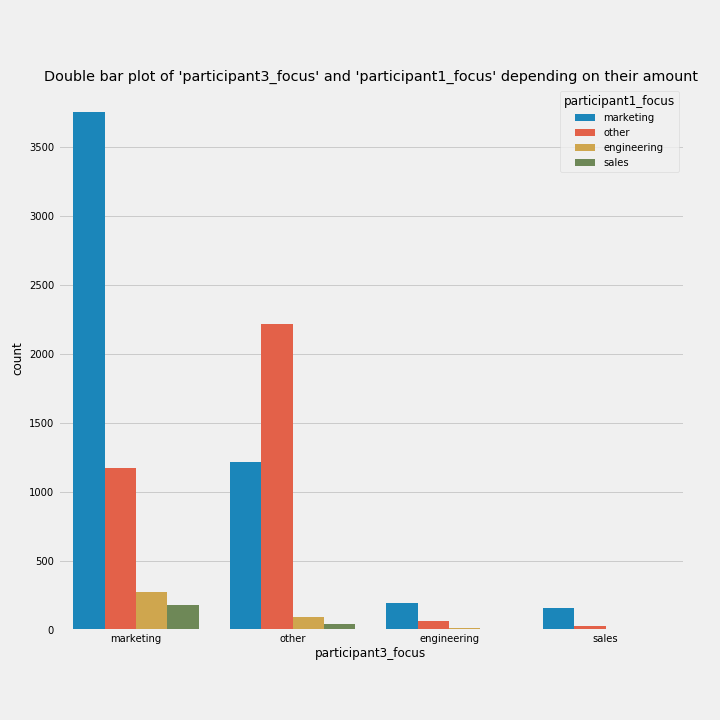 Double bar plot of 'participant3_focus' and 'participant1_focus' depending on their amount
participant1_focus
marketing
other
engineering
sales
3500
3000
2500
2000
1500
1000
500
0
count
marketing other engineering sales
participant3_focus